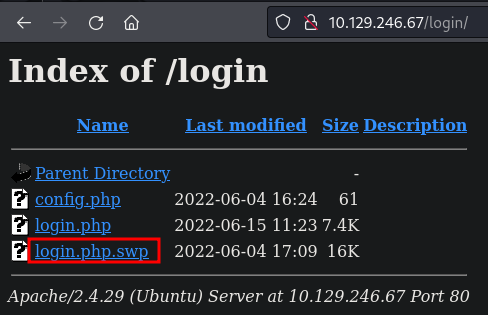 10.129.246.67/login/
Index of /login
Name Last modified Size Description
Parent Directory -
config.php 2022-06-04 16:24 61
login.php 2022-06-15 11:23 7.4K
login.php.swp 2022-06-04 17:09 16K
Apache/2.4.29 (Ubuntu) Server at 10.129.246.67 Port 80